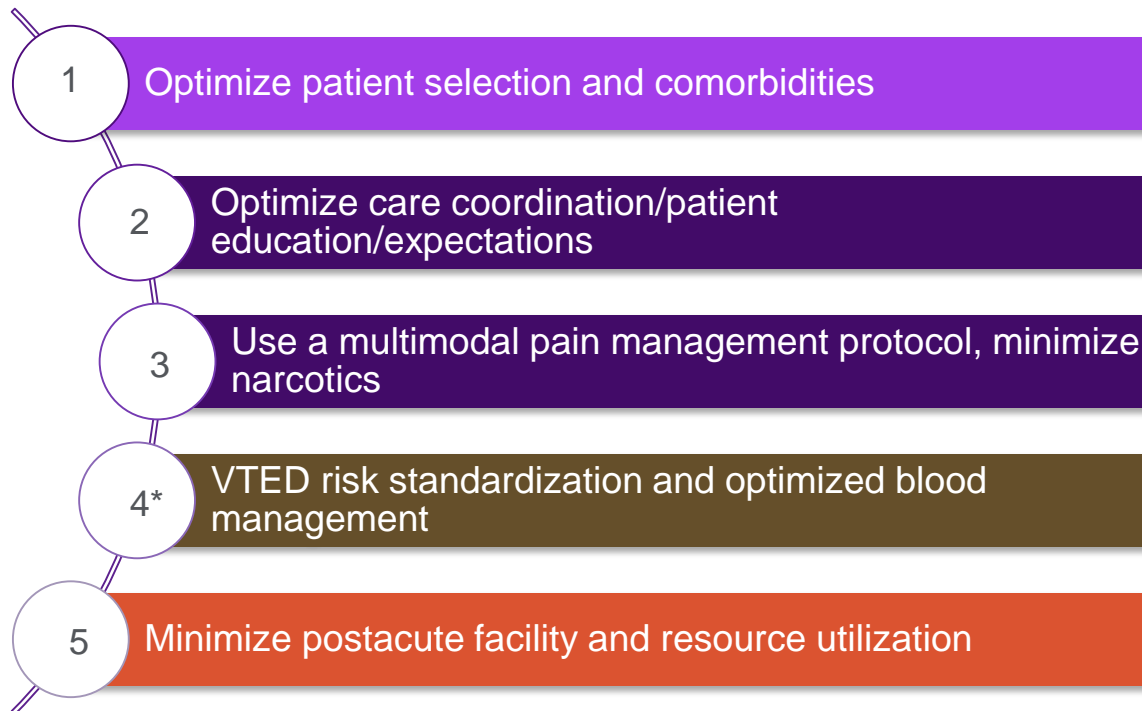 1
Optimize patient selection and comorbidities
2
Optimize care coordination/patient
education/expectations
3
Use a multimodal pain management protocol, minimize
narcotics
4*
VTED risk standardization and optimized blood
management
5
Minimize postacute facility and resource utilization